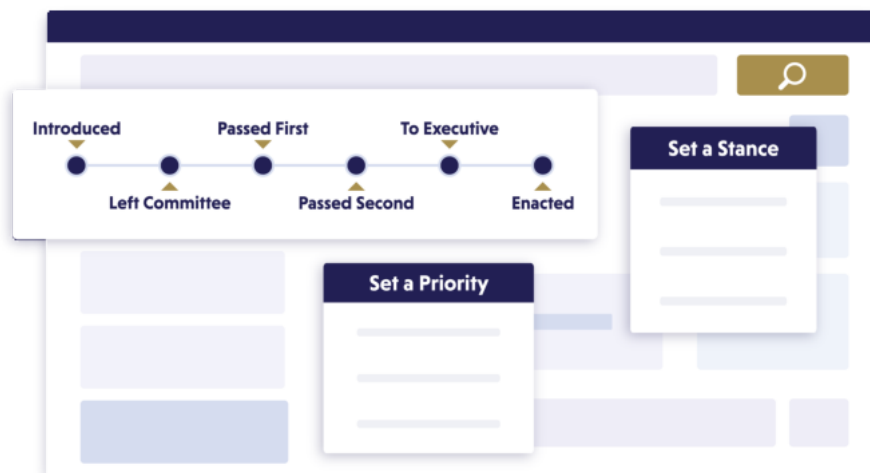 Introduced
Passed First
To Executive
Left Committee
Passed Second
Enacted
Set a Stance
Set a Priority